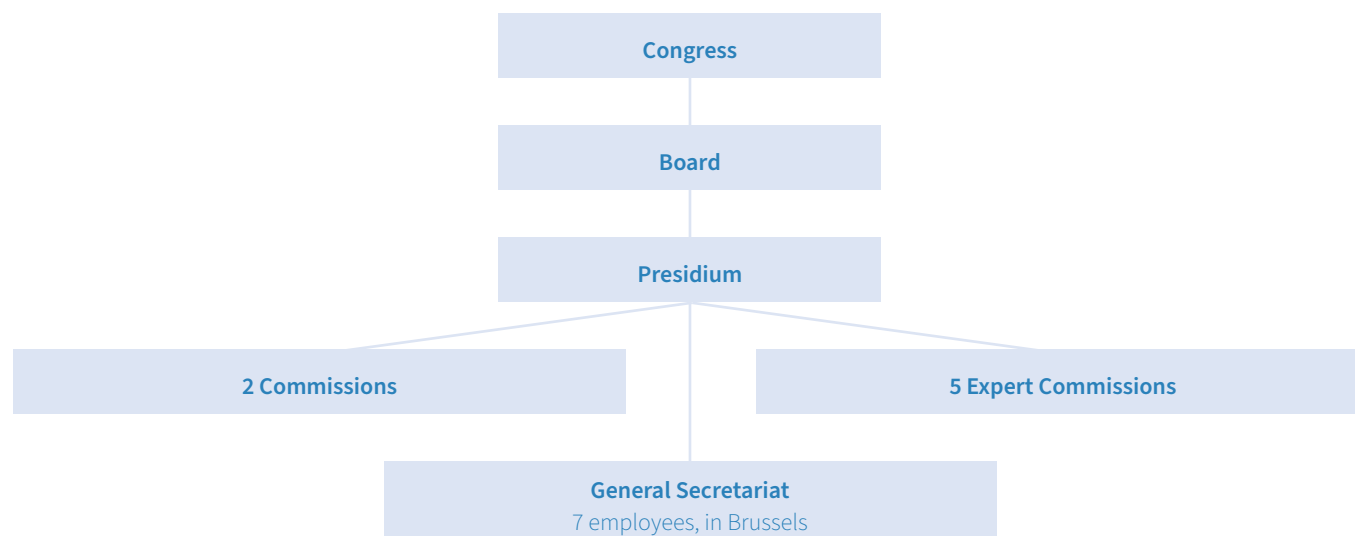 Congress
Board
Presidium
2 Commissions
5 Expert Commissions
General Secretariat
7 employees, in Brussels